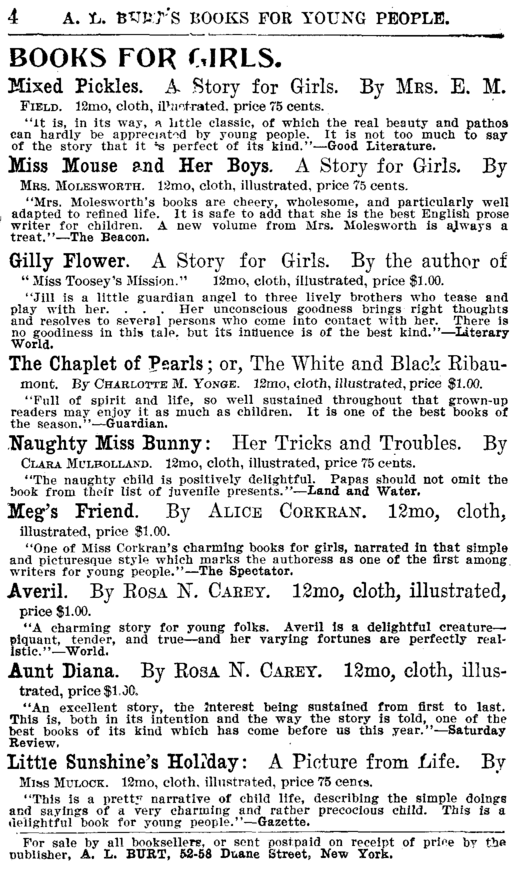 4 A. L. BURT'S BOOKS FOR YOUNG PEOPLE.
BOOKS FOR GIRLS.
Mixed Pickles. A Story for Girls. By MRS. E. M.
FIELD. 12mo, cloth, illustrated, price 75 cents.
"It is, in its way, a little classic, of which the real beauty and pathos
can hardly be appreciated by young people. It is not too much to say
of the story that it is perfect of its kind."—Good Literature.
Miss Mouse and Her Boys. A Story for Girls. By
MRS. MOLESWORTH. 12mo, cloth, illustrated, price 75 cents.
"Mrs. Molesworth's books are cheery, wholesome, and particularly well
adapted to refined life. It is safe to add that she is the best English prose
writer for children. A new volume from Mrs. Molesworth is always a
treat."—The Beacon.
Gilly Flower. A Story for Girls. By the author of
"Miss Toosey's Mission." 12mo, cloth, illustrated, price $1.00.
"Jill is a little guardian angel to three lively brothers who tease and
play with her. . . . Her unconscious goodness brings right thoughts
and resolves to several persons who come into contact with her. There is
no goodiness in this tale, but its influence is of the best kind."—Literary
World.
The Chaplet of Pearls; or, The White and Black Ribau-
mont. By CHARLOTTE M. YONGE. 12mo, cloth, illustrated, price $1.00.
"Full of spirit and life, so well sustained throughout that grown-up
readers may enjoy it as much as children. It is one of the best books of
the season."—Guardian.
Naughty Miss Bunny: Her Tricks and Troubles. By
CLARA MULHOLLAND. 12mo, cloth, illustrated, price 75 cents.
"The naughty child is positively delightful. Papas should not omit the
book from their list of juvenile presents."—Land and Water.
Meg's Friend. By ALICE CORKRAN. 12mo, cloth,
illustrated, price $1.00.
"One of Miss Corkran's charming books for girls, narrated in that simple
and picturesque style which marks the authoress as one of the first among
writers for young people."—The Spectator.
Averil. By ROSA N. CAREY. 12mo, cloth, illustrated,
price $1.00.
"A charming story for young folks. Averil is a delightful creature—
piquant, tender, and true—and her varying fortunes are perfectly real-
istic."—World.
Aunt Diana. By ROSA N. CAREY. 12mo, cloth, illus-
trated, price $1.00.
"An excellent story, the interest being sustained from first to last.
This is, both in its intention and the way the story is told, one of the
best books of its kind which has come before us this year."—Saturday
Review.
Little Sunshine's Holiday: A Picture from Life. By
MISS MULOCK. 12mo, cloth, illustrated, price 75 cents.
"This is a pretty narrative of child life, describing the simple doings
and sayings of a very charming and rather precocious child. This is a
delightful book for young people."—Gazette.
For sale by all booksellers, or sent postpaid on receipt of price by the
publisher, A. L. BURT, 52-58 Duane Street, New York.